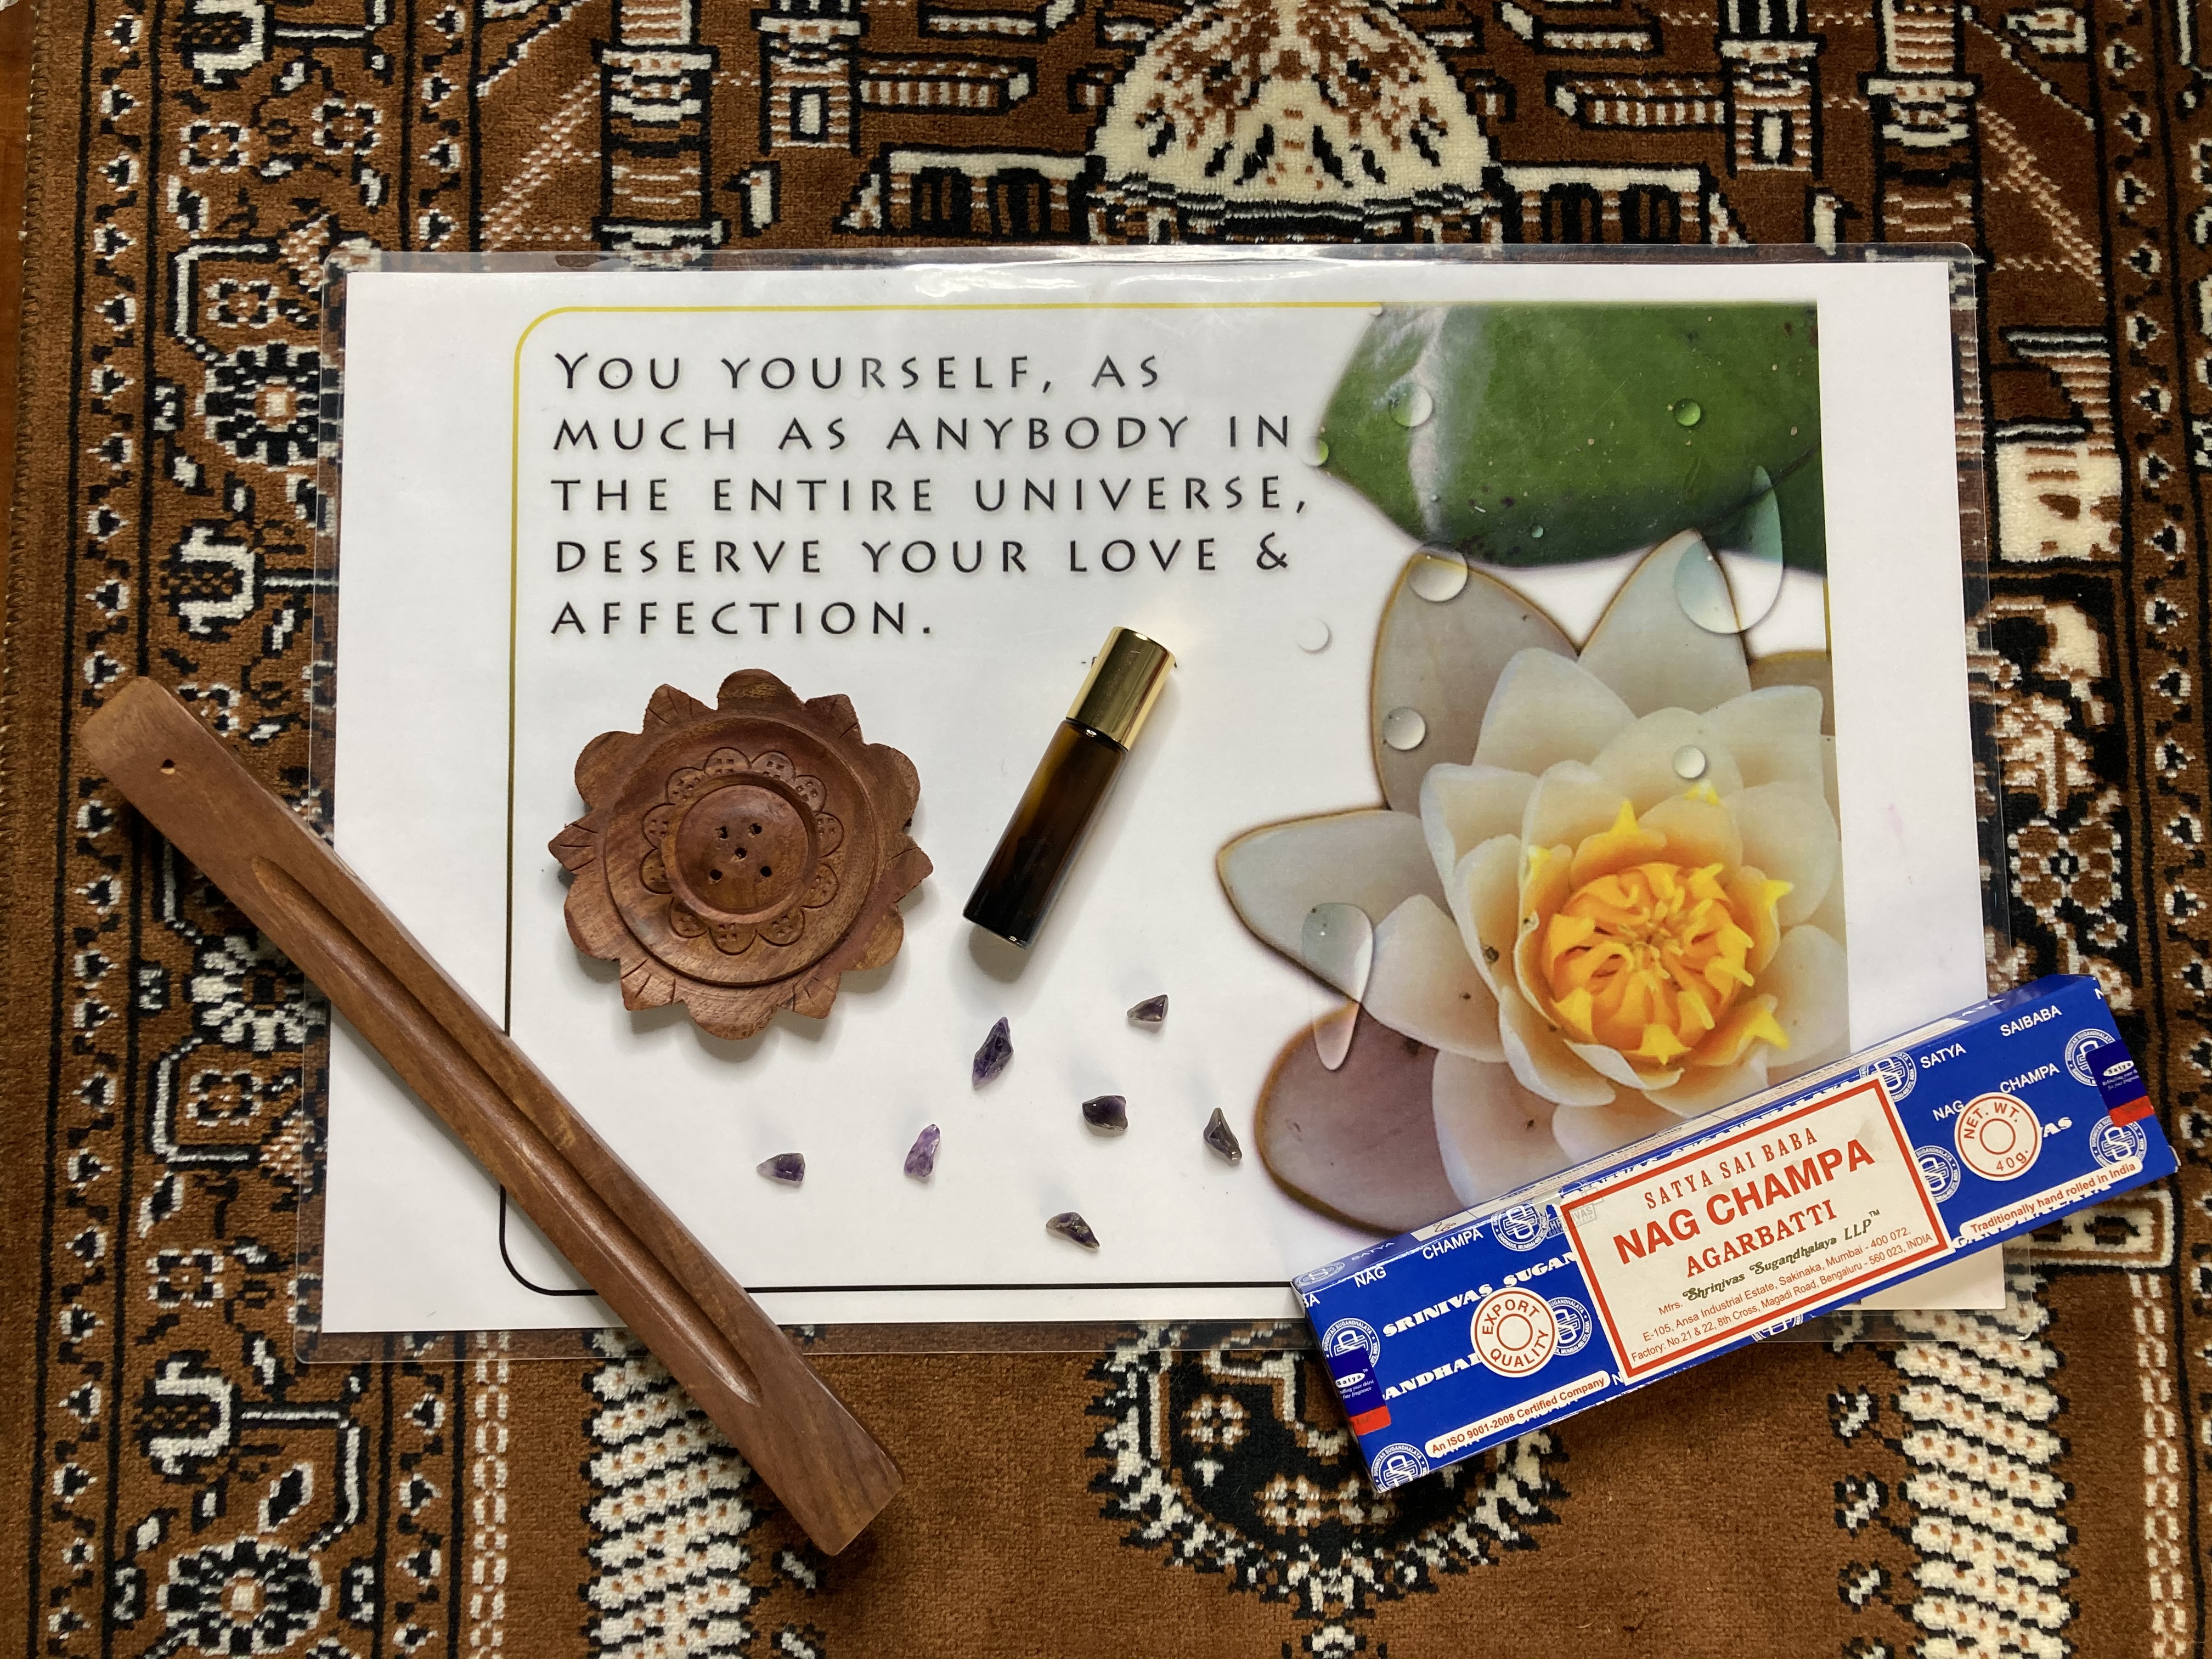 YOU YOURSELF, AS
MUCH AS ANYBODY IN
THE ENTIRE UNIVERSE,
DESERVE YOUR LOVE &
AFFECTION.
SATYA SAI BABA
NAG CHAMPA
AGARBATTI
Mfrs. Shrinivas Sugandhalaya LLP™
E-105, Ansa Industrial Estate, Sakinaka, Mumbai - 400 072.
Factory: No.21 & 22, 8th Cross, Magadi Road, Bengaluru - 560 023, INDIA
NAG CHAMPA
SRINIVAS SUGAN
EXPORT
QUALITY
ANDHA
An ISO 9001-2008 Certified Company
SATYA SAIBABA
NAG CHAMPA
NET. WT.
40g.
AS
Traditionally hand rolled in India